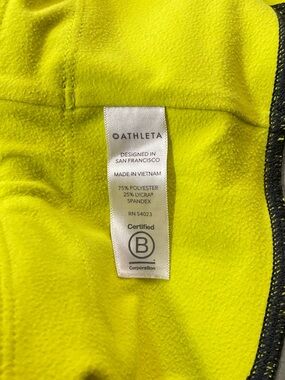 ATHLETA
DESIGNED IN
SAN FRANCISCO
MADE IN VIETNAM
75% POLYESTER
25% LYCRA®
SPANDEX
RN 54023
Certified
B
Corporation